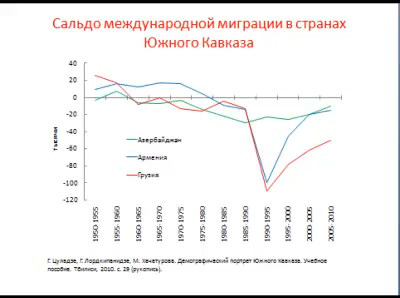 Сальдо международной миграции в странах
Южного Кавказа
40
20
0
-20
-40
-60
-80
-100
-120
тысячи
Азербайджан
Армения
Грузия
1950-1955
1955-1960
1960-1965
1965-1970
1970-1975
1975-1980
1980-1985
1985-1990
1990-1995
1995-2000
2000-2005
2005-2010
Г. Цуладзе, Г. Лордкипанидзе, М. Хачатуров. Демографический портрет Южного Кавказа. Учебное
пособие. Тбилиси, 2010. с. 29 (рукопись).